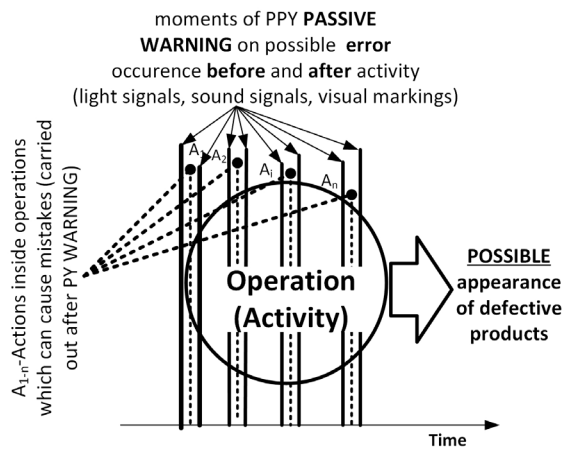 moments of PPY PASSIVE
WARNING on possible error
occurence before and after activity
(light signals, sound signals, visual markings)
A1-n-Actions inside operations
which can cause mistakes (carried
out after PY WARNING)
A1
A2
Ai
An
Operation
(Activity)
POSSIBLE
appearance
of defective
products
Time